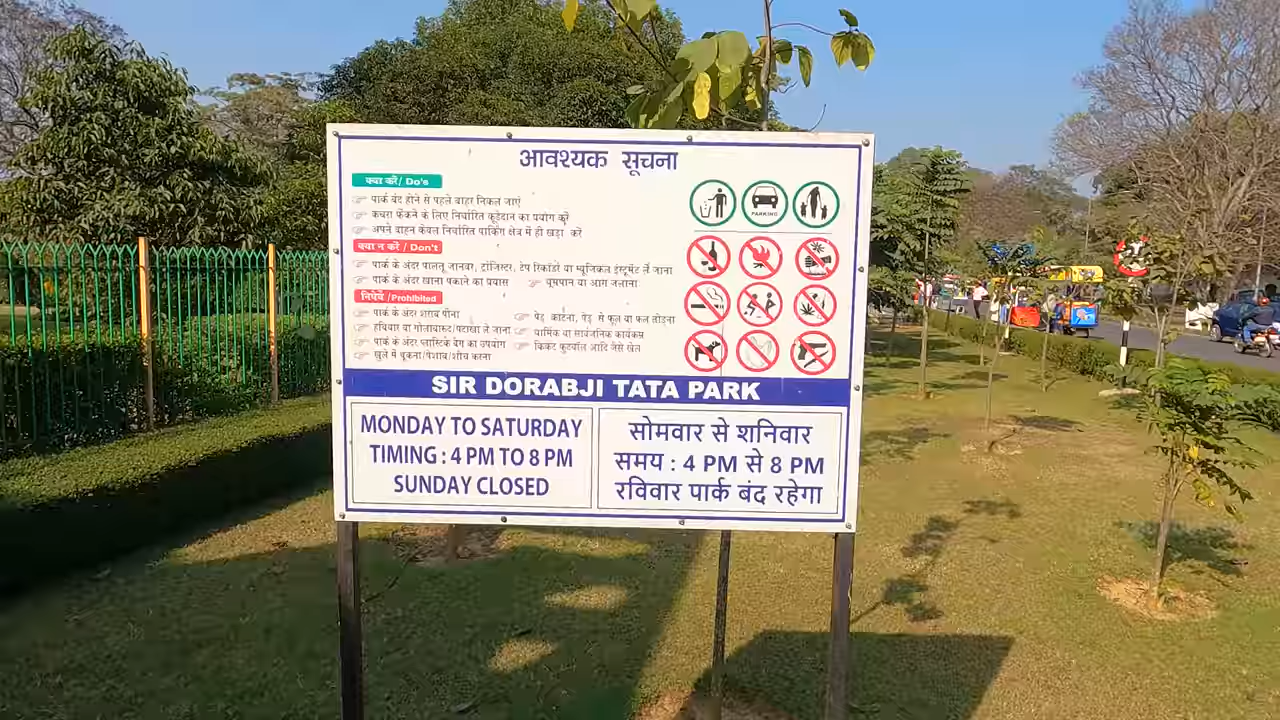 आवश्यक सूचना
क्या करें/ Do's
पार्क बंद होने से पहले बाहर निकल जाएं
कचरा फेंकने के लिए निर्धारित कूड़ेदान का प्रयोग करें
अपने वाहन केवल निर्धारित पार्किंग क्षेत्र में ही खड़ा करें
क्या न करें / Don't
पार्क के अंदर पालतू जानवर, ट्रांजिस्टर, टेप रिकॉर्डर या म्यूजिकल इंस्ट्रूमेंट ले जाना
पार्क के अंदर खाना पकाने का प्रयास
धूम्रपान या आग जलाना
निषेध /Prohibited
पार्क के अंदर शराब पीना
हथियार या गोलाबारूद/पटाखा ले जाना
पार्क के अंदर प्लास्टिक बैग का उपयोग
खुले में थूकना/पेशाब/शौच करना
पेड़ काटना, पेड़ से फूल या फल तोड़ना
धार्मिक या सार्वजनिक कार्यक्रम
क्रिकेट फुटबॉल आदि जैसे खेल
PARKING
SIR DORABJI TATA PARK
MONDAY TO SATURDAY
TIMING : 4 PM TO 8 PM
SUNDAY CLOSED
सोमवार से शनिवार
समय : 4 PM से 8 PM
रविवार पार्क बंद रहेगा